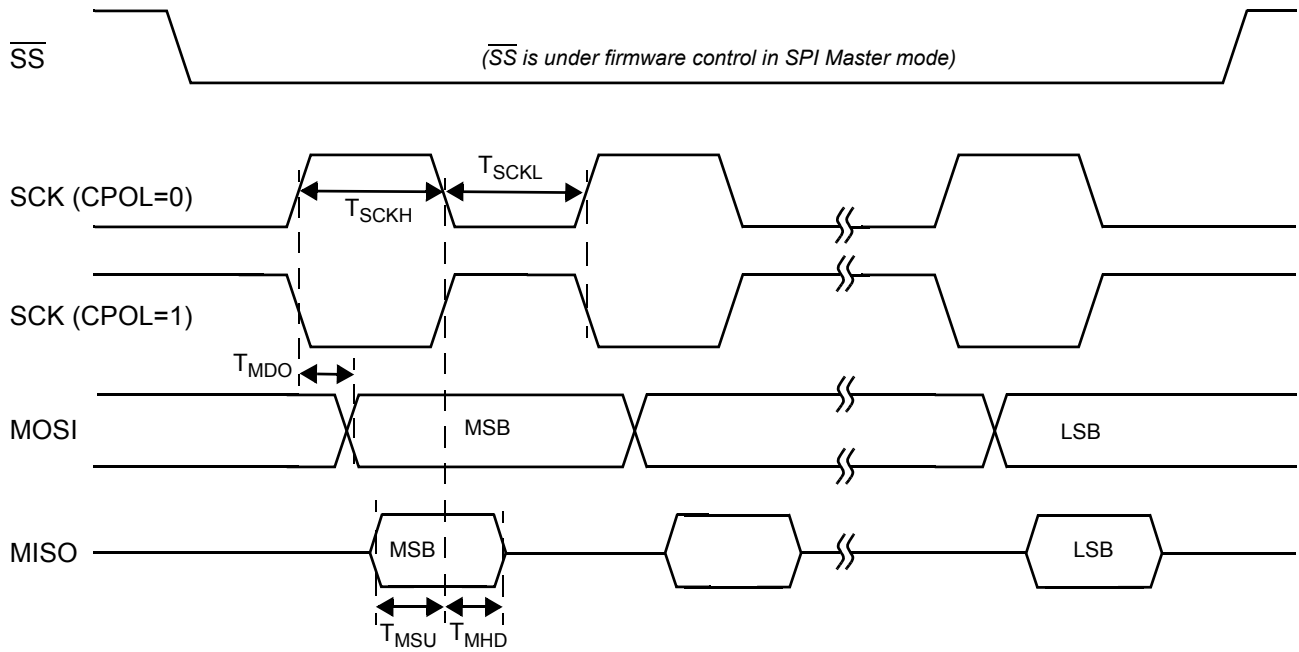 SS
(SS is under firmware control in SPI Master mode)
SCK (CPOL=0)
TSCKH
TSCKL
SCK (CPOL=1)
TMDO
MOSI
MSB
LSB
MISO
MSB
LSB
TMSU
TMHD